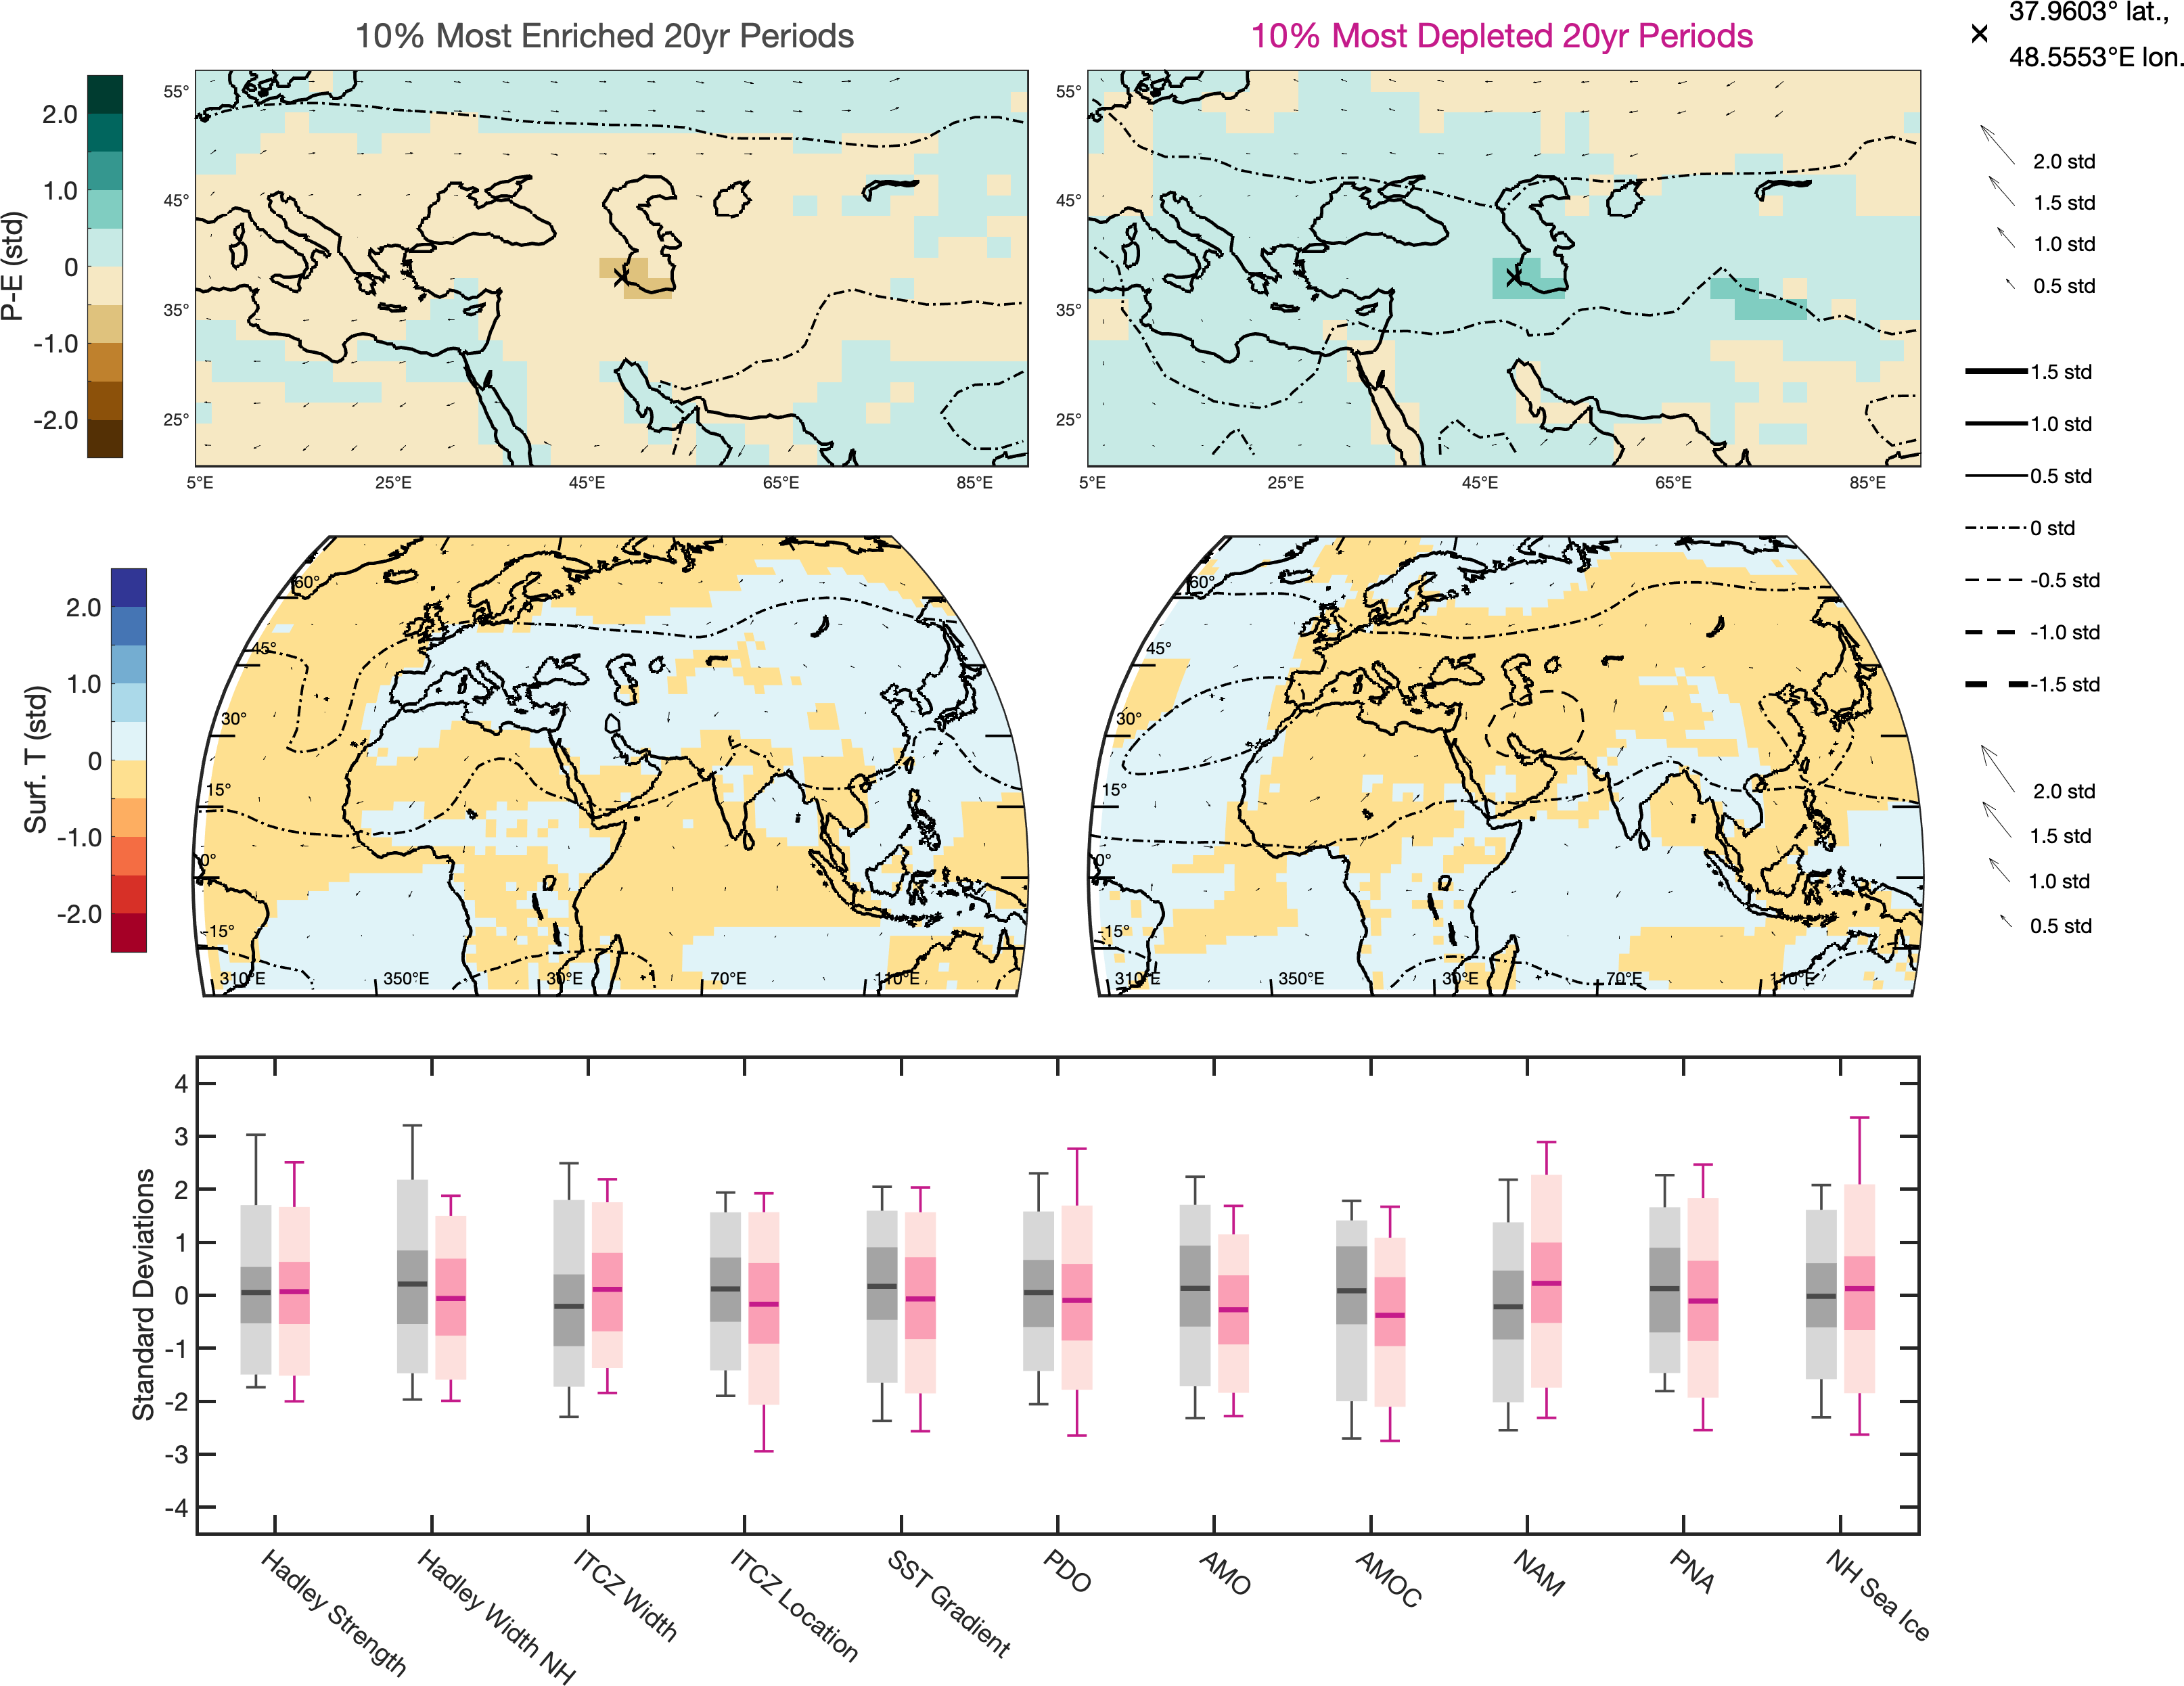 10% Most Enriched 20yr Periods
10% Most Depleted 20yr Periods
37.9603° lat.,
48.5553°E lon.
P-E (std)
2.0
1.0
0
-1.0
-2.0
55°
45°
35°
25°
5°E
25°E
45°E
65°E
85°E
55°
45°
35°
25°
5°E
25°E
45°E
65°E
85°E
2.0 std
1.5 std
1.0 std
0.5 std
1.5 std
1.0 std
0.5 std
0 std
-0.5 std
-1.0 std
-1.5 std
2.0 std
1.5 std
1.0 std
0.5 std
Surf. T (std)
2.0
1.0
0
-1.0
-2.0
60°
45°
30°
15°
0°
-15°
310°E
350°E
30°E
70°E
110°E
60°
45°
30°
15°
0°
-15°
310°E
350°E
30°E
70°E
110°E
Standard Deviations
4
3
2
1
0
-1
-2
-3
-4
Hadley Strength
Hadley Width NH
ITCZ Width
ITCZ Location
SST Gradient
PDO
AMO
AMOC
NAM
PNA
NH Sea Ice